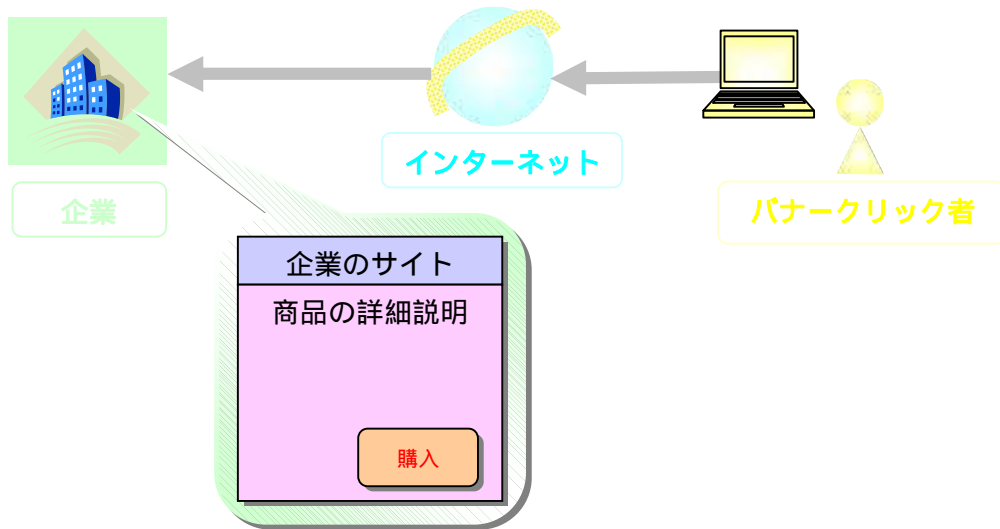 インターネット
企業
バナークリック者
企業のサイト
商品の詳細説明
購入